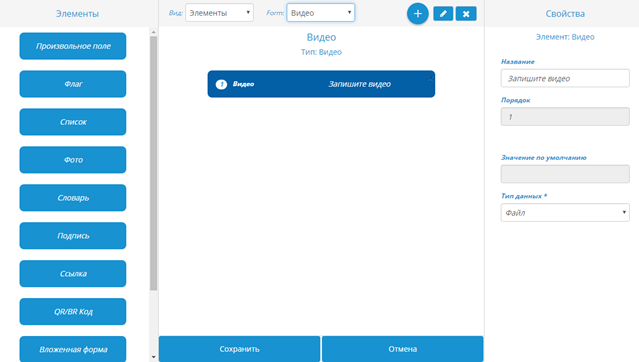 Элементы
Произвольное поле
Флаг
Список
Фото
Словарь
Подпись
Ссылка
QR/BR Код
Вложенная форма
Вид: Элементы Form: Видео
Видео
Тип: Видео
1 Видео Запишите видео
Сохранить Отмена
Свойства
Элемент: Видео
Название
Запишите видео
Порядок
1
Значение по умолчанию
Тип данных *
Файл